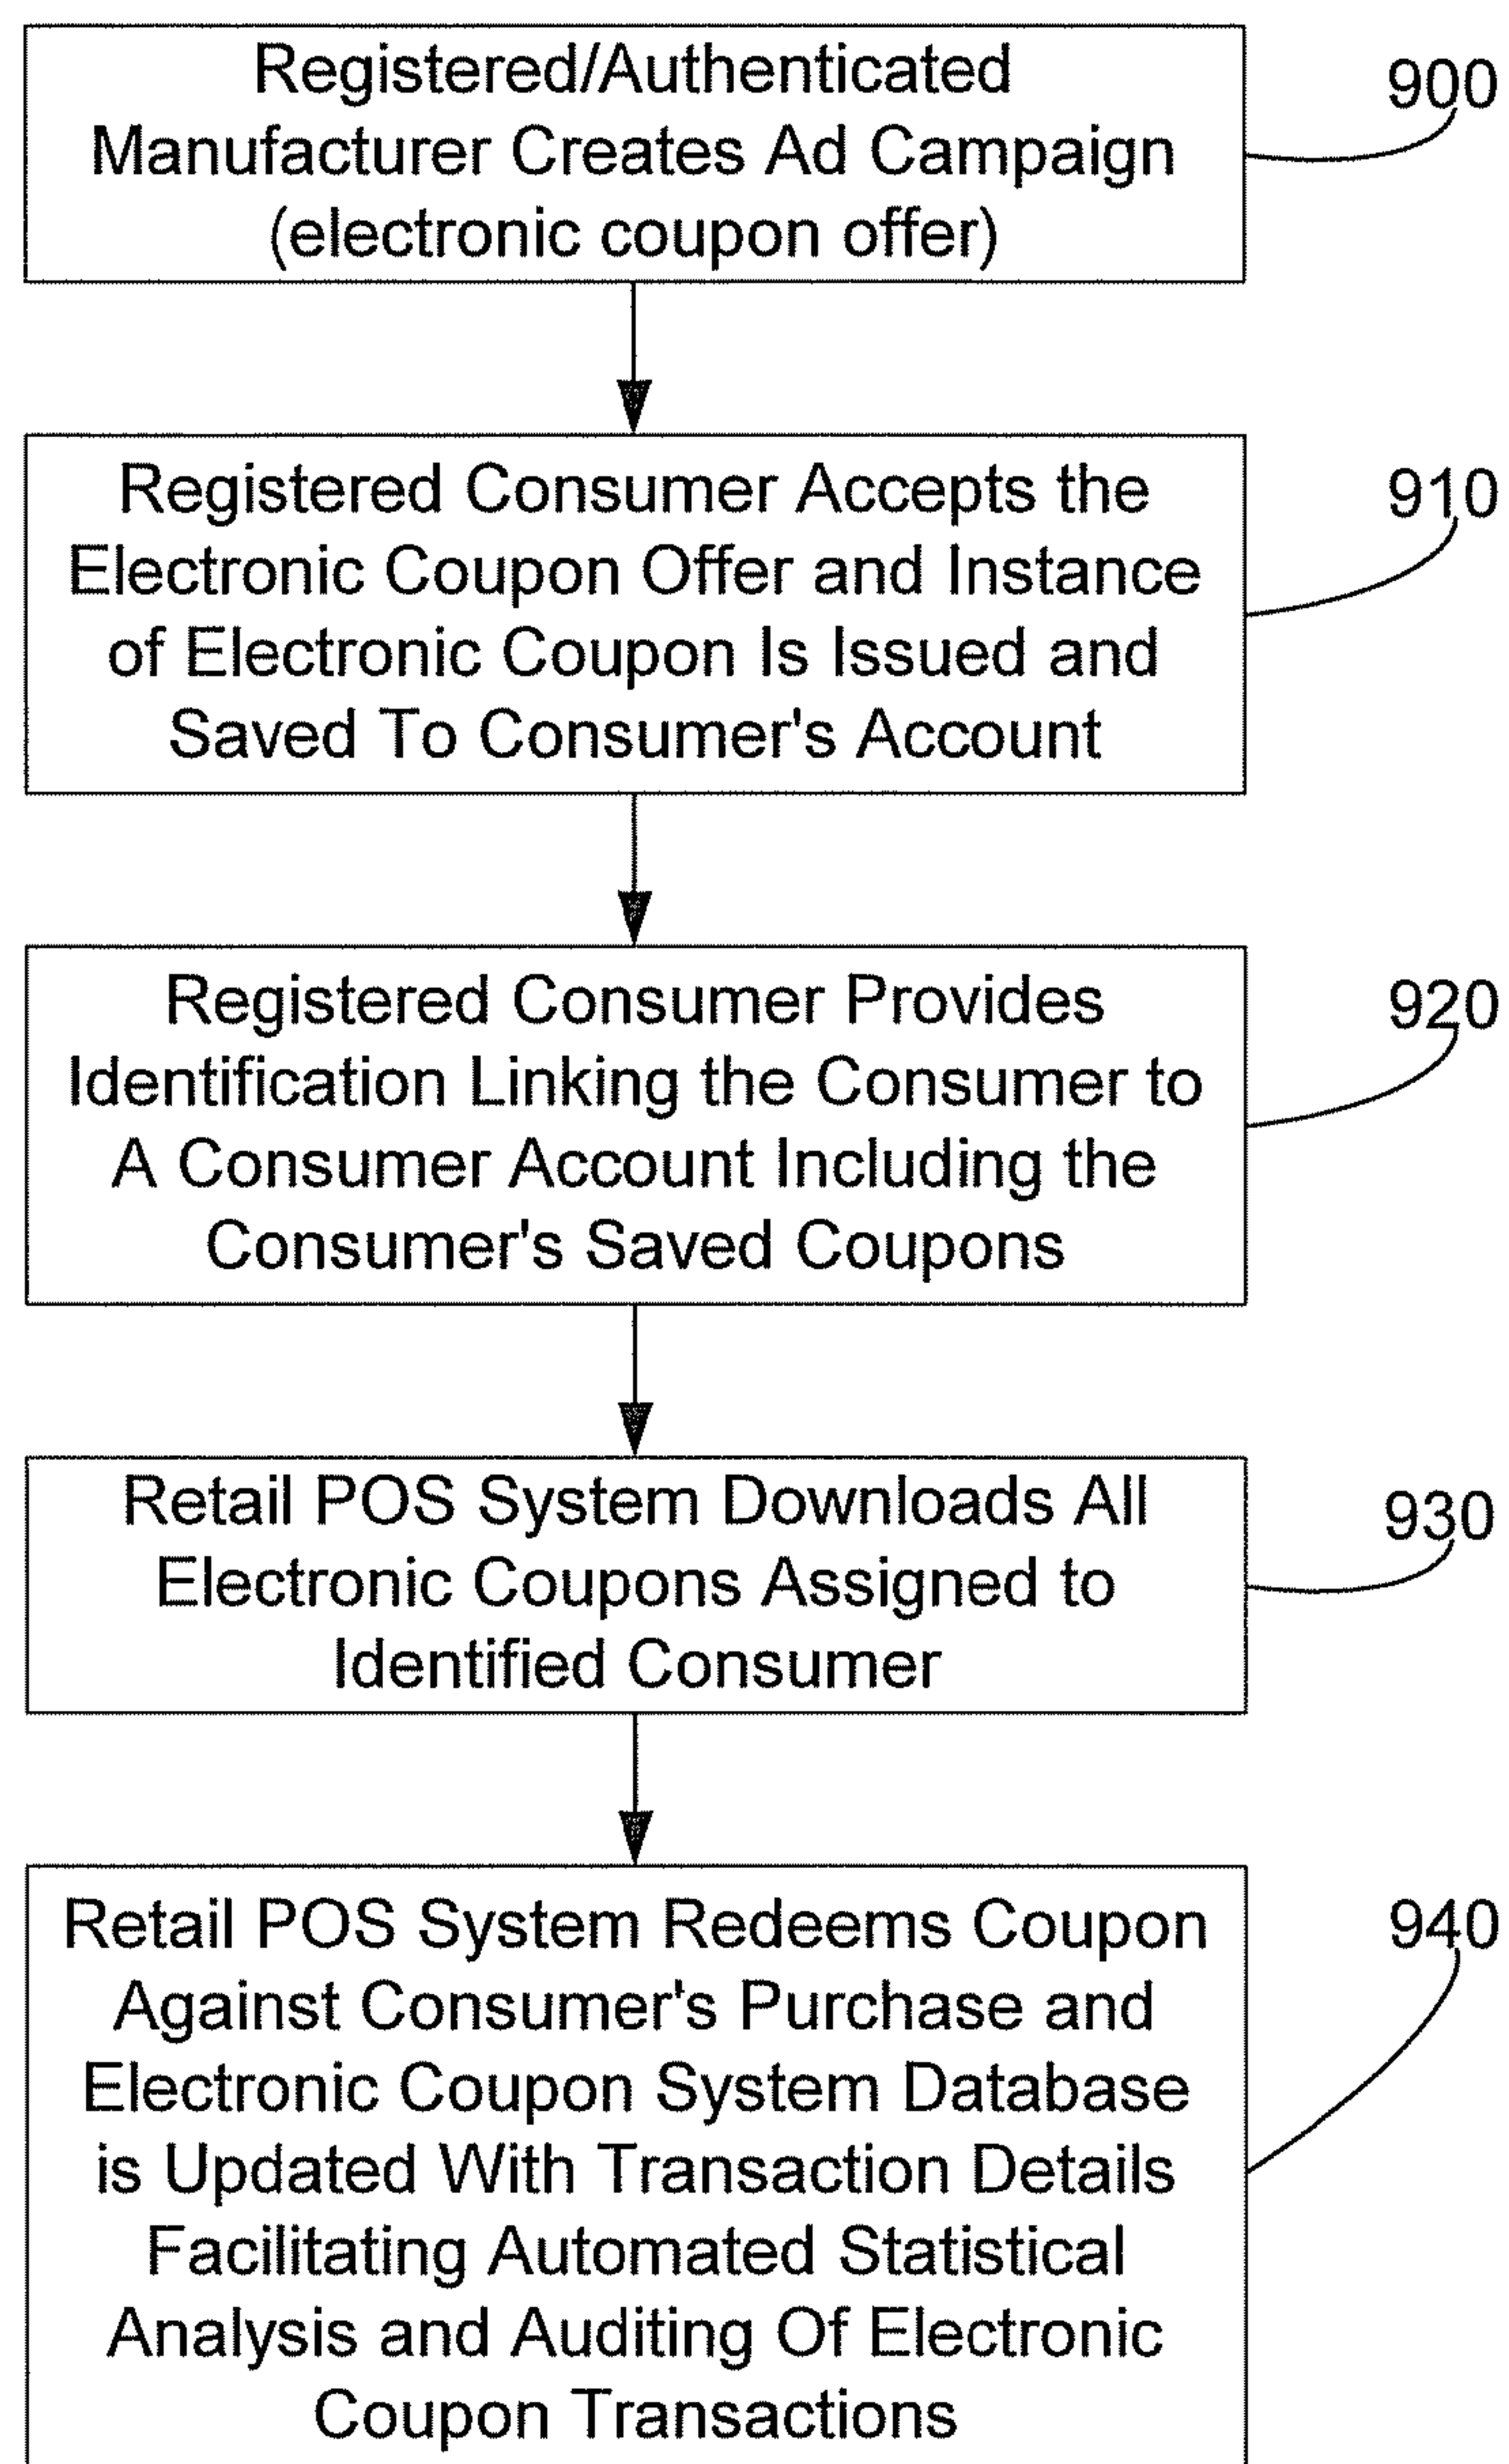 Registered/Authenticated
Manufacturer Creates Ad Campaign
(electronic coupon offer)
900
Registered Consumer Accepts the
Electronic Coupon Offer and Instance
of Electronic Coupon Is Issued and
Saved To Consumer's Account
910
Registered Consumer Provides
Identification Linking the Consumer to
A Consumer Account Including the
Consumer's Saved Coupons
920
Retail POS System Downloads All
Electronic Coupons Assigned to
Identified Consumer
930
Retail POS System Redeems Coupon
Against Consumer's Purchase and
Electronic Coupon System Database
is Updated With Transaction Details
Facilitating Automated Statistical
Analysis and Auditing Of Electronic
Coupon Transactions
940